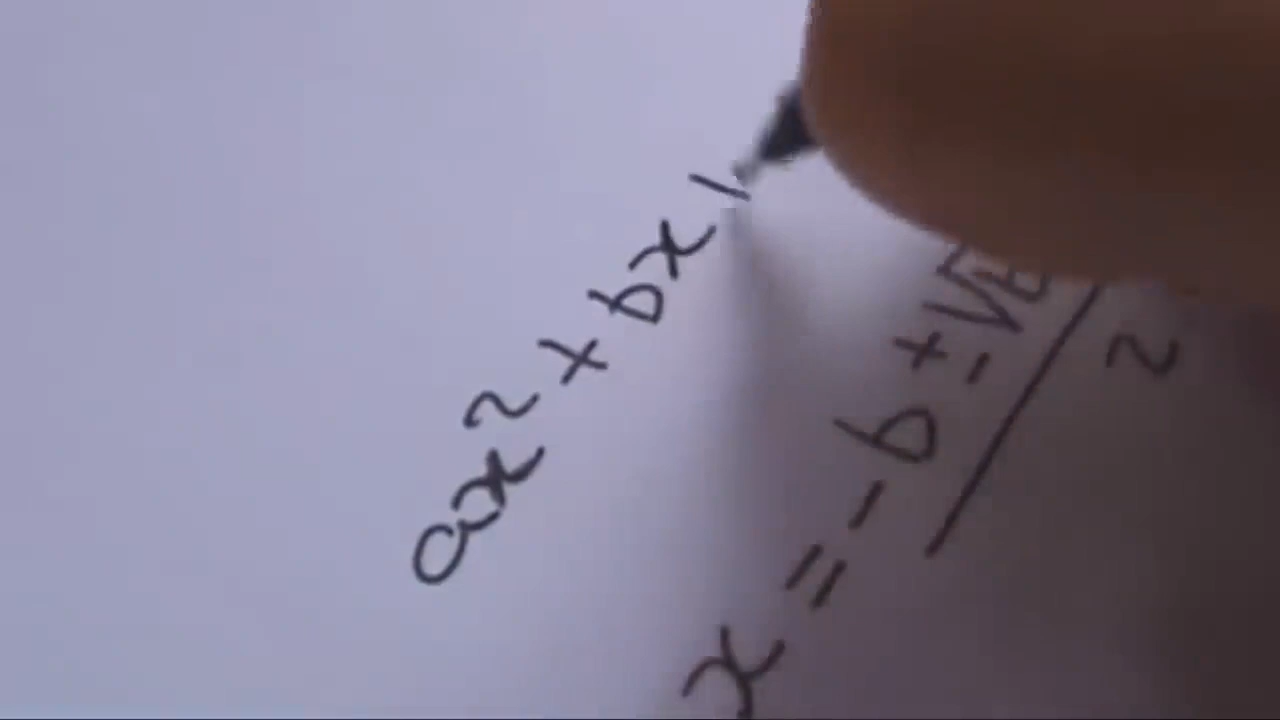 ax² + bx
x = -b ± √b
2